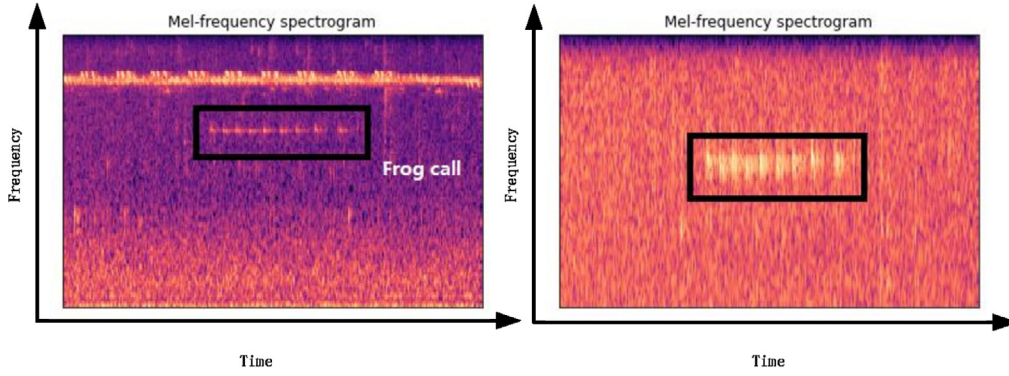 Mel-frequency spectrogram
Frequency
Frog call
Time
Mel-frequency spectrogram
Frequency
Time